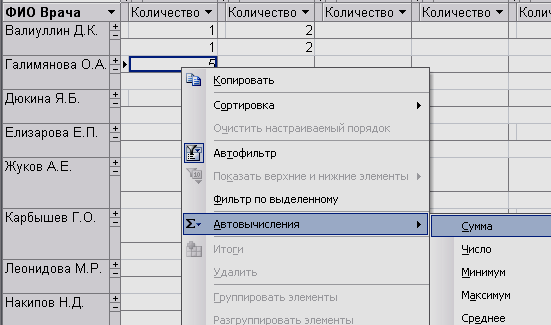 ФИО Врача Количество Количество Количество Количество Количество
Валиуллин Д.К. 1 2
1 2
Галимянова О.А. 5
Дюкина Я.Б.
Елизарова Е.П.
Жуков А.Е.
Карбышев Г.О.
Леонидова М.Р.
Накипов Н.Д.
Копировать
Сортировка
Очистить настраиваемый порядок
Автофильтр
Показать верхние и нижние элементы
Фильтр по выделенному
Автовычисления
Итоги
Удалить
Группировать элементы
Разгруппировать элементы
Сумма
Число
Минимум
Максимум
Среднее